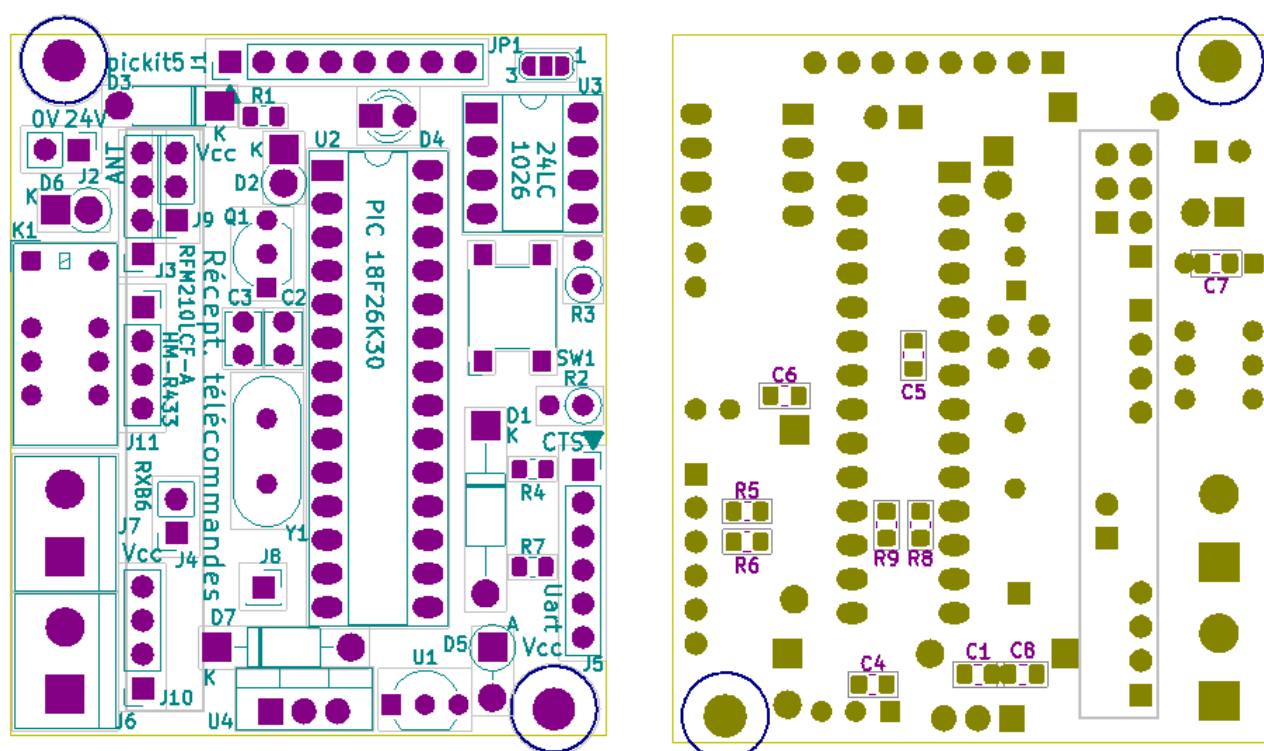 pickit5
JP1
1
3
D3
R1
U3
K
0V 24V
U2
D4
ANT
Vcc
K
24LC
1026
D6
J2
D2
K
Q1
J9
PIC 18F26K30
K1
J3
RFM210LCF-A
Récept. télécommandes
C3
C2
R3
HM-R433
SW1
R2
J11
D1
K
CTS
RXB6
R4
J7
J4
Y1
Vcc
J8
R7
Uart
D7
A
K
D5
Vcc
J5
U1
J10
U4
J6
C7
C5
C6
R5
R6
R9
R8
C4
C1
C8